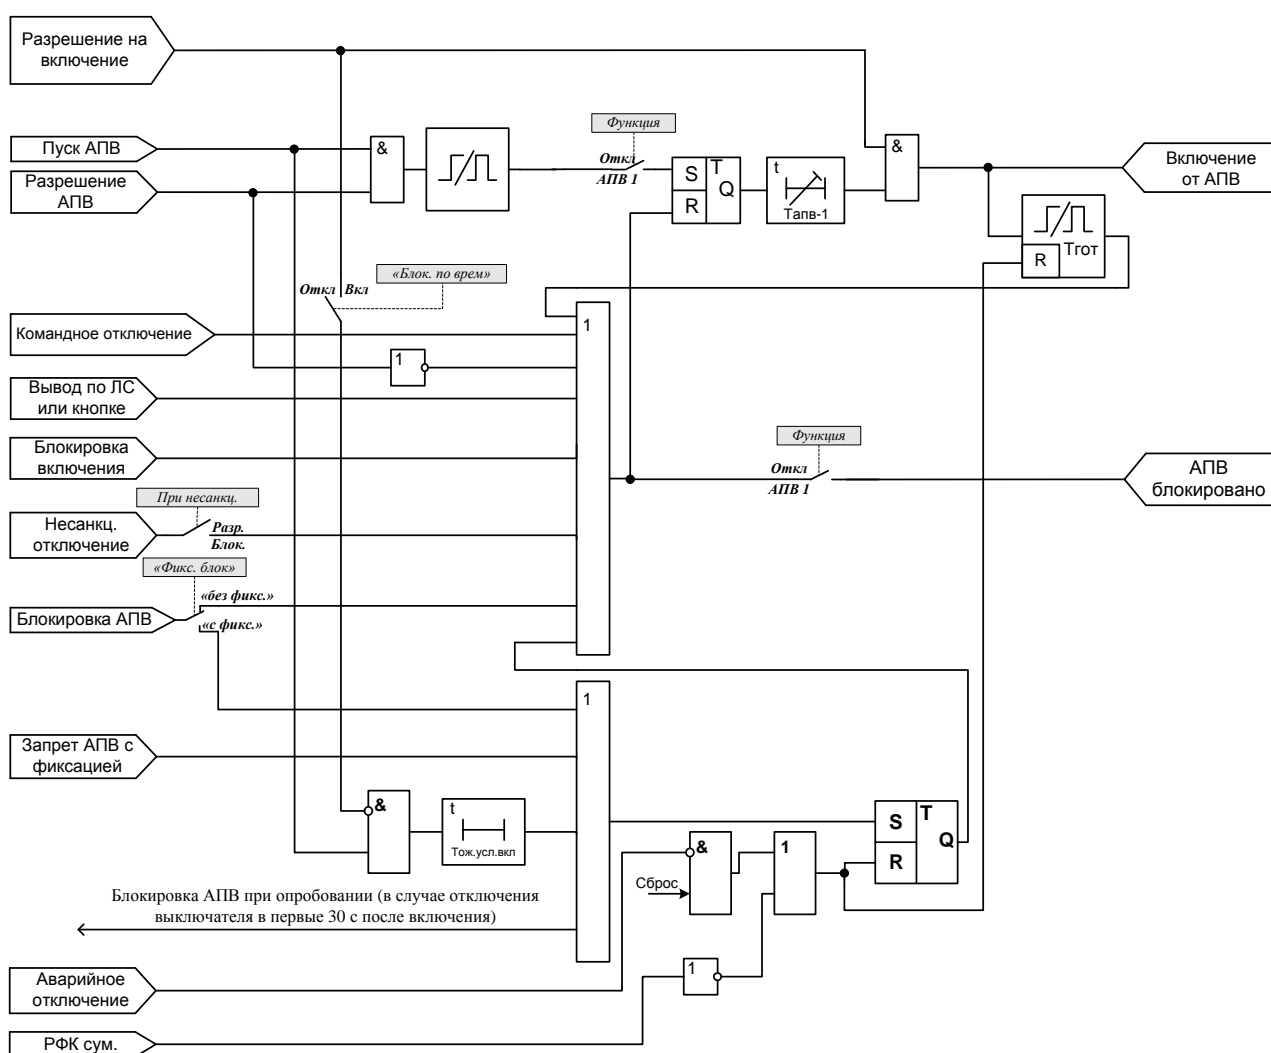 Разрешение на
включение
Пуск АПВ
Разрешение
АПВ
&
Функция
Откл
АПВ 1
S
T
Q
R
t
Тапв-1
&
Включение
от АПВ
Тгот
R
«Блок. по врем»
Откл
Вкл
Командное отключение
1
1
Вывод по ЛС
или кнопке
Блокировка
включения
Функция
Откл
АПВ 1
АПВ
блокировано
При несанкц.
Несанкц.
отключение
Разр.
Блок.
«Фикс. блок»
«без фикс.»
Блокировка АПВ
«с фикс.»
1
Запрет АПВ с
фиксацией
&
t
Тож.усл.вкл
S
T
Q
R
&
1
Сброс
Блокировка АПВ при опробовании (в случае отключения
выключателя в первые 30 с после включения)
Аварийное
отключение
1
РФК сум.